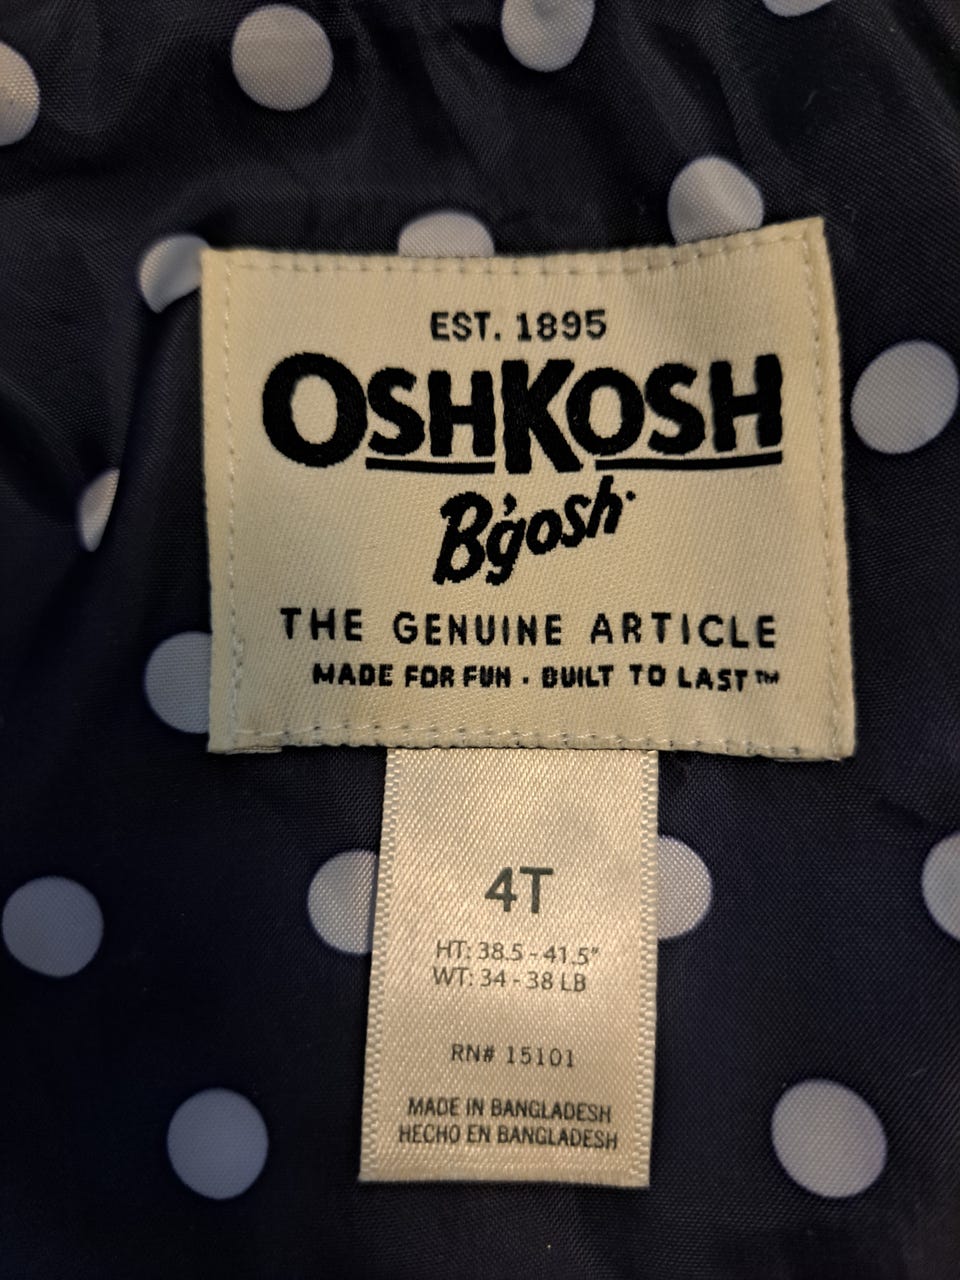 EST. 1895
OSHKOSH
B'gosh
THE GENUINE ARTICLE
MADE FOR FUN · BUILT TO LAST™
4T
HT: 38.5 - 41.5"
WT: 34 - 38 LB
RN# 15101
MADE IN BANGLADESH
HECHO EN BANGLADESH